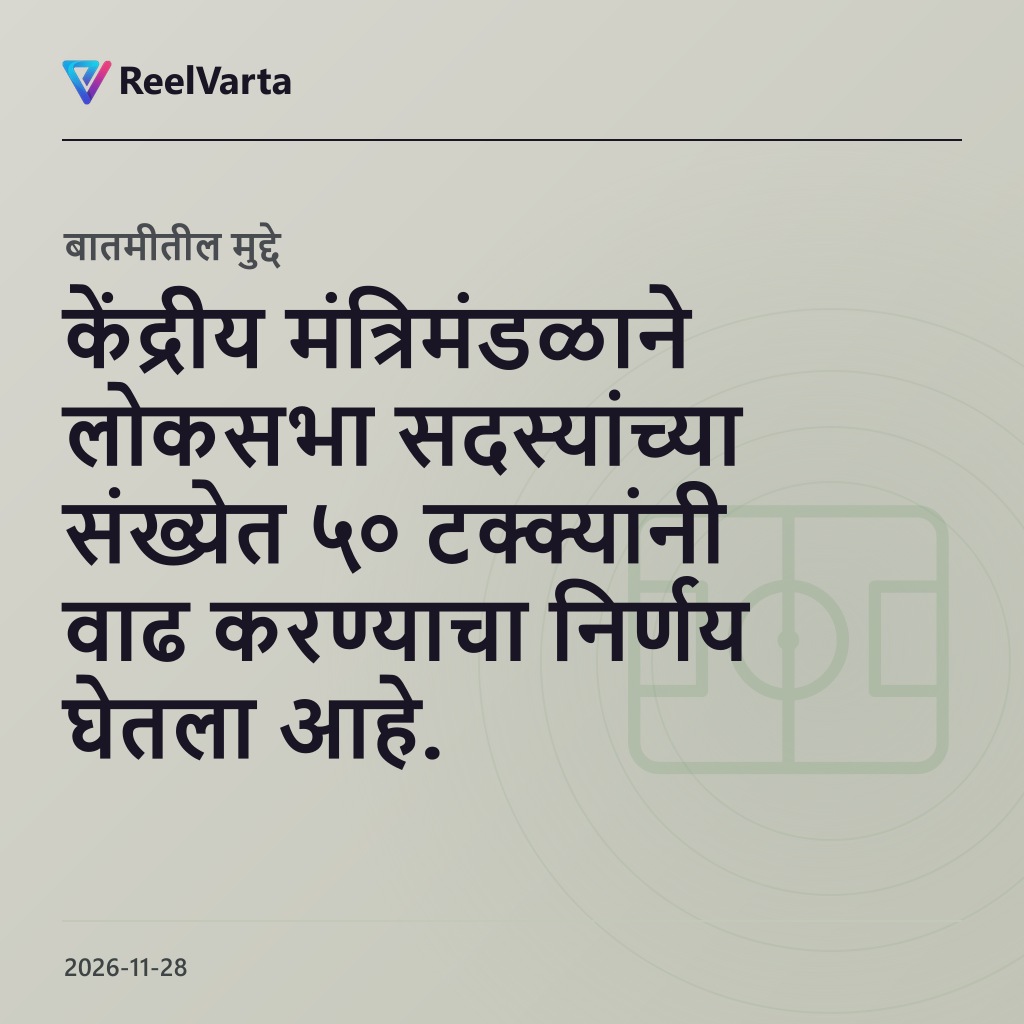 ReelVarta
बातमीतील मुद्दे
केंद्रीय मंत्रिमंडळाने
लोकसभा सदस्यांच्या
संख्येत ५० टक्क्यांनी
वाढ करण्याचा निर्णय
घेतला आहे.
2026-11-28